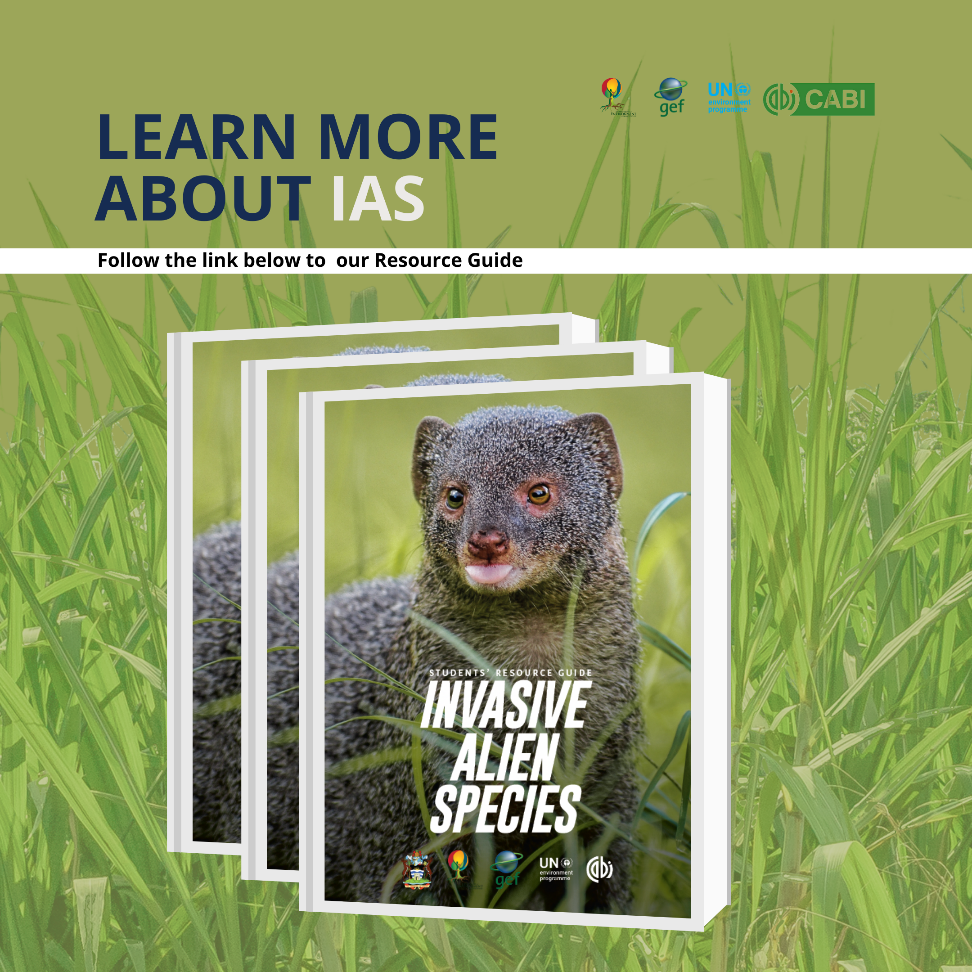 gef
UN
environment
programme
CABI
LEARN MORE
ABOUT IAS
Follow the link below to  our Resource Guide
STUDENTS' RESOURCE GUIDE
INVASIVE
ALIEN
SPECIES
gef
UN
environment
programme